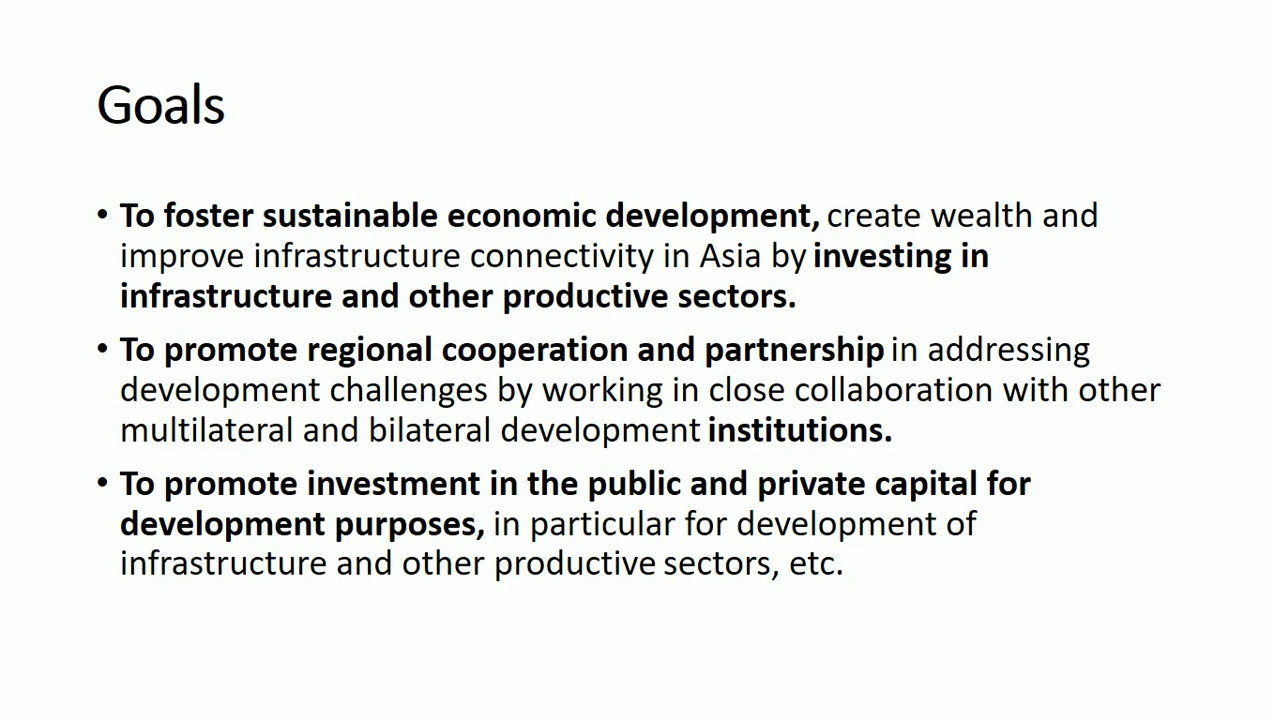 Goals
• To foster sustainable economic development, create wealth and
improve infrastructure connectivity in Asia by investing in
infrastructure and other productive sectors.
• To promote regional cooperation and partnership in addressing
development challenges by working in close collaboration with other
multilateral and bilateral development institutions.
• To promote investment in the public and private capital for
development purposes, in particular for development of
infrastructure and other productive sectors, etc.